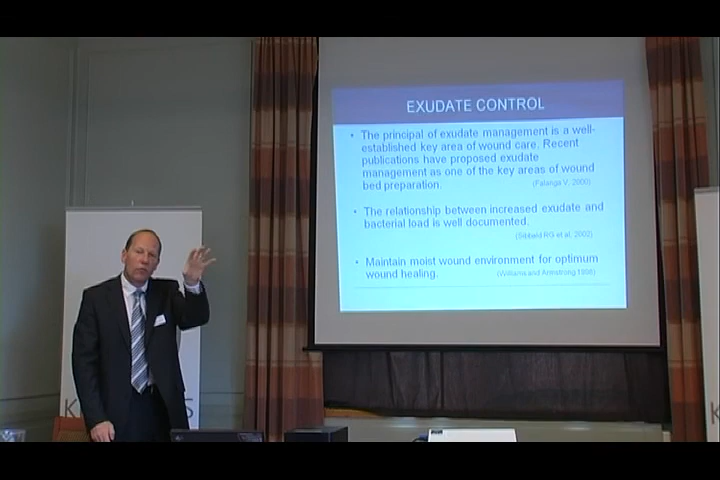 EXUDATE CONTROL
• The principal of exudate management is a well-
established key area of wound care. Recent
publications have proposed exudate
management as one of the key areas of wound
bed preparation. (Falanga V, 2000)
• The relationship between increased exudate and
bacterial load is well documented.
(Sibbald RG et al, 2002)
• Maintain moist wound environment for optimum
wound healing. (Williams and Armstrong 1998)
K
S
K